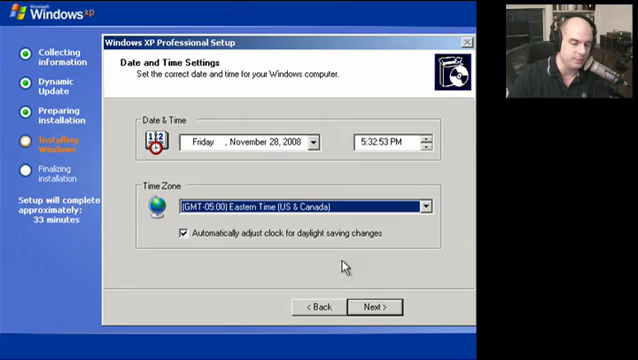 Microsoft
Windows xp
Collecting
information
Dynamic
Update
Preparing
installation
Installing
Windows
Finalizing
installation
Setup will complete
approximately:
33 minutes
Windows XP Professional Setup
Date and Time Settings
Set the correct date and time for your Windows computer.
Date & Time
Friday , November 28, 2008
5:32:53 PM
Time Zone
(GMT-05:00) Eastern Time (US & Canada)
Automatically adjust clock for daylight saving changes
< Back
Next >